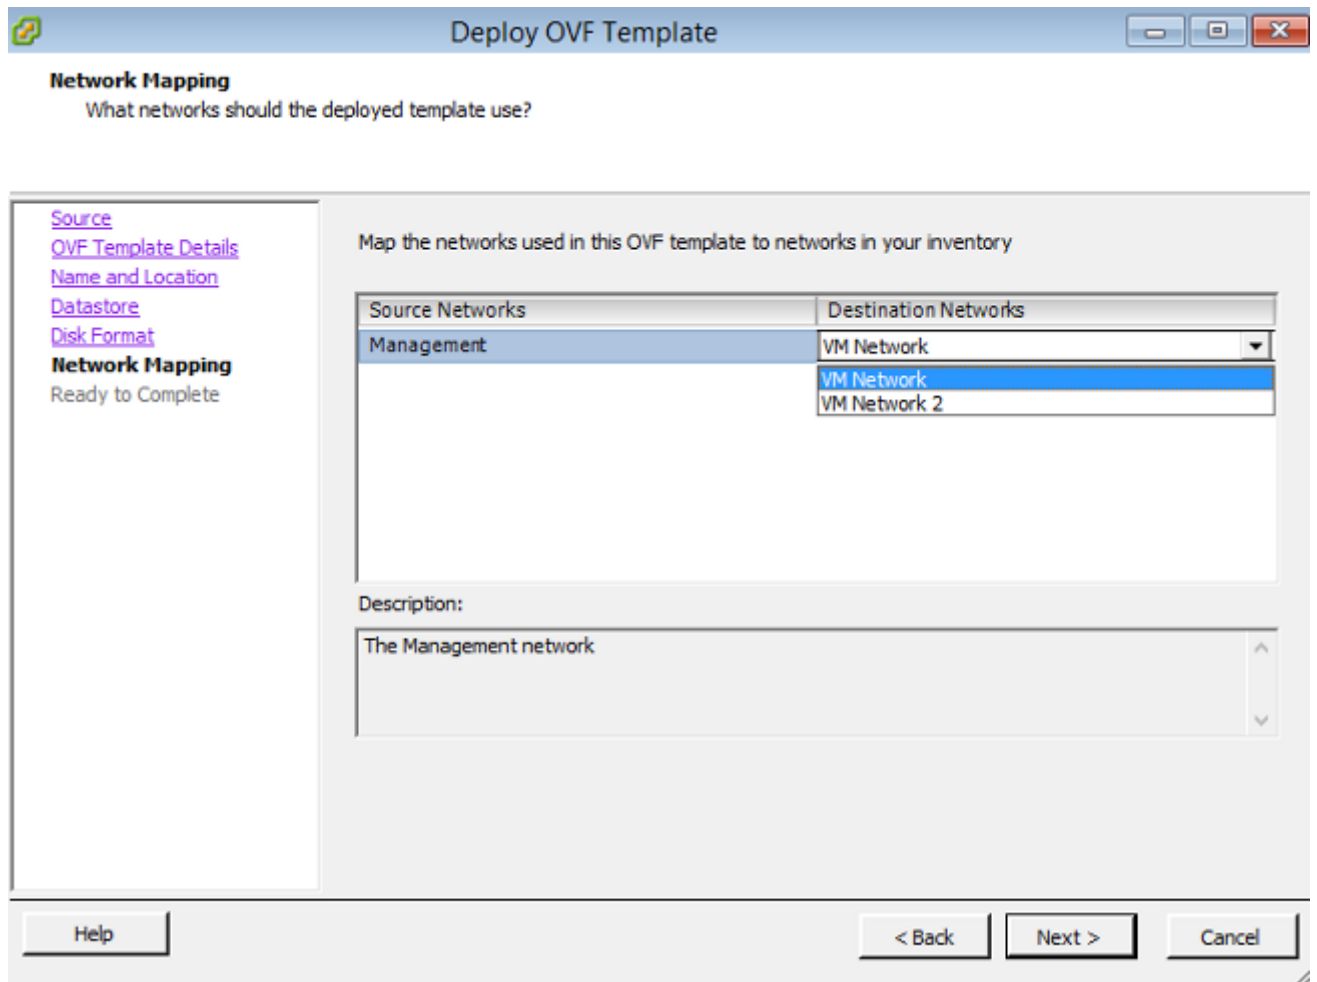 Deploy OVF Template
Network Mapping
What networks should the deployed template use?
Source
OVF Template Details
Name and Location
Datastore
Disk Format
Network Mapping
Ready to Complete
Map the networks used in this OVF template to networks in your inventory
Source Networks Destination Networks
Management VM Network
VM Network
VM Network 2
Description:
The Management network
Help < Back Next > Cancel